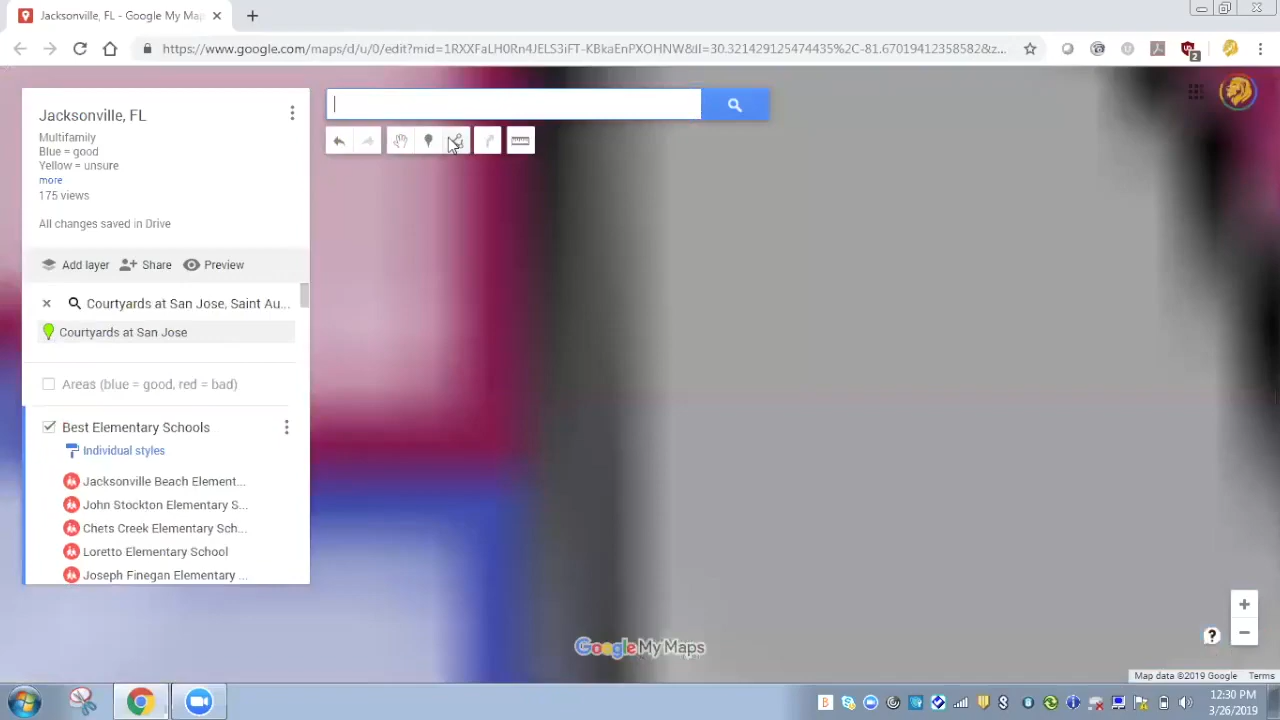 Jacksonville, FL - Google My Map
https://www.google.com/maps/d/u/0/edit?mid=1RXXFaLH0Rn4JELS3iFT-KBkaEnPXOHNW&ll=30.321429125474435%2C-81.67019412358582&z...
2
Jacksonville, FL
Multifamily
Blue = good
Yellow = unsure
more
175 views
All changes saved in Drive
Add layer Share Preview
Courtyards at San Jose, Saint Au...
Courtyards at San Jose
Areas (blue = good, red = bad)
Best Elementary Schools
Individual styles
Jacksonville Beach Element...
John Stockton Elementary S...
Chets Creek Elementary Sch...
Loretto Elementary School
Joseph Finegan Elementary ...
Google My Maps
Map data ©2019 Google Terms
12:30 PM
3/26/2019